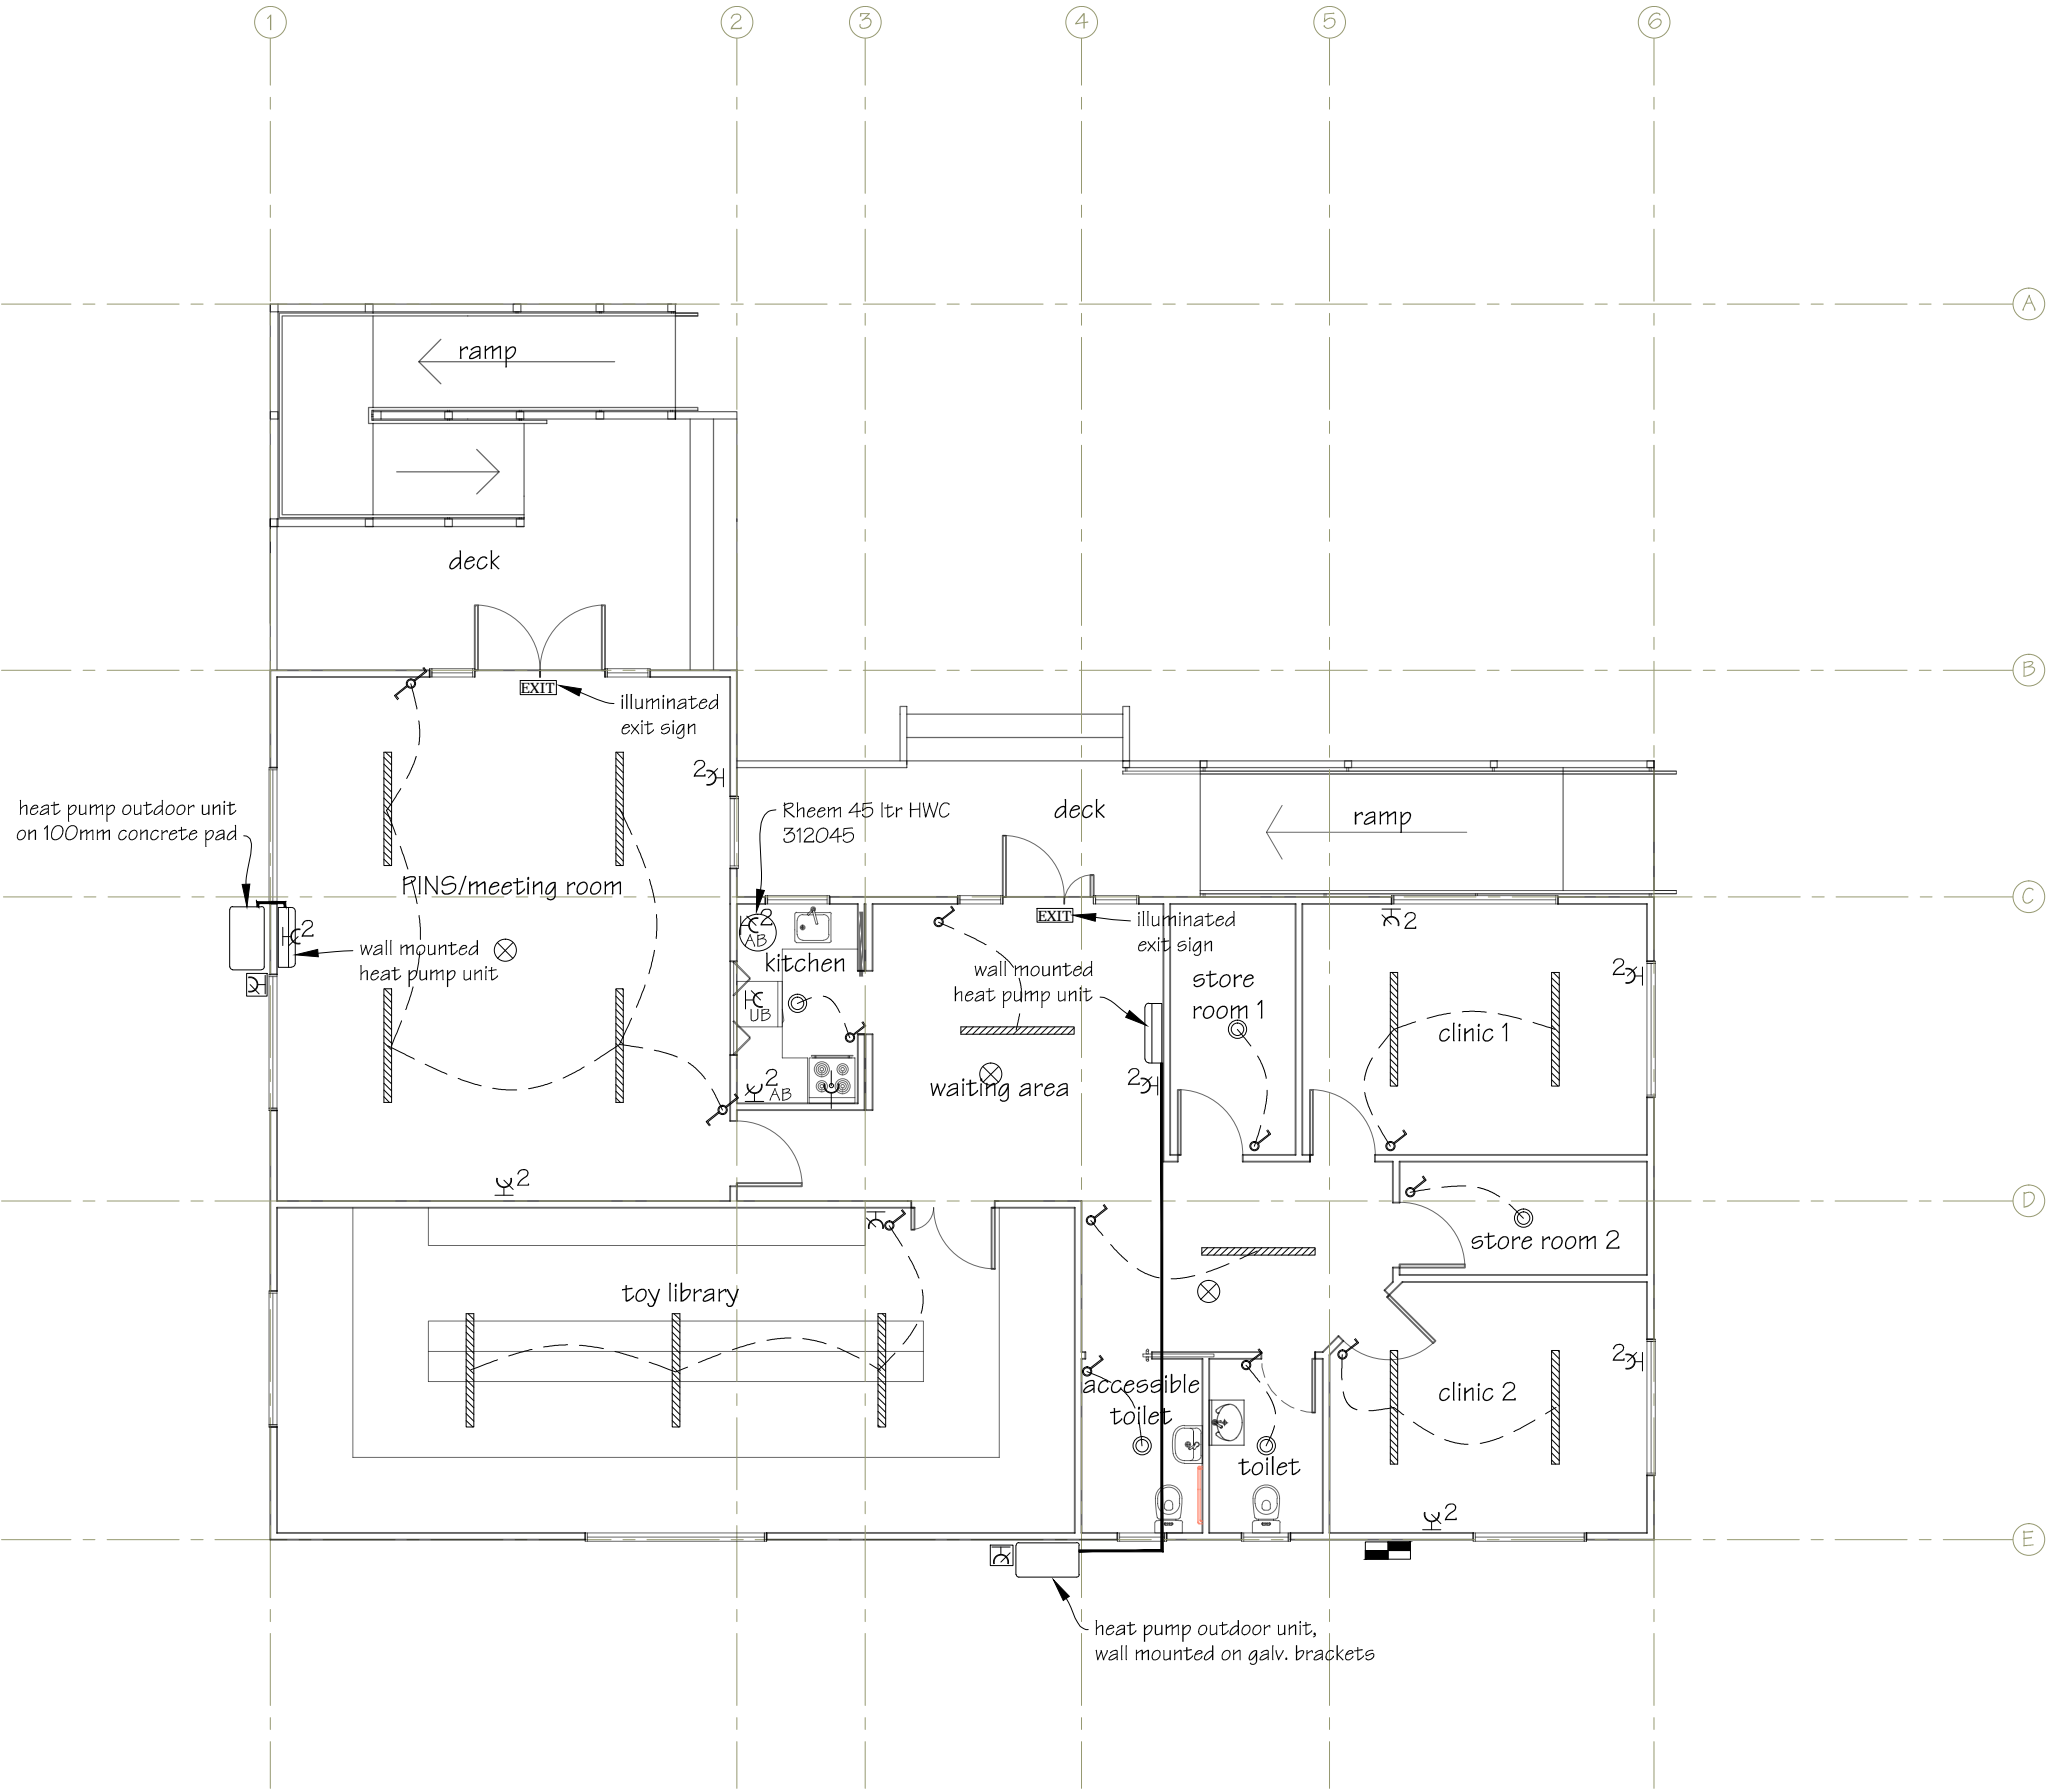 1 2 3 4 5 6
A
ramp
deck
B
EXIT
illuminated
exit sign
2
heat pump outdoor unit
on 100mm concrete pad
Rheem 45 ltr HWC
312045
deck
ramp
PINS/meeting room
C
2
wall mounted
heat pump unit
2
AB
kitchen
UB
2
AB
EXIT
illuminated
exit sign
wall mounted
heat pump unit
store
room 1
2
2
clinic 1
2
waiting area
2
D
store room 2
toy library
accessible
toilet
toilet
2
clinic 2
2
E
heat pump outdoor unit,
wall mounted on galv. brackets